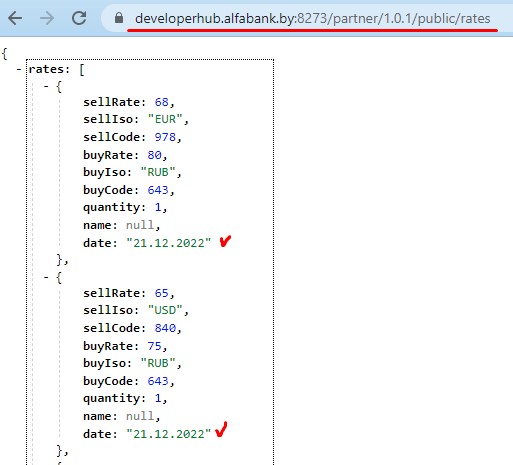 developerhub.alfabank.by:8273/partner/1.0.1/public/rates
{
- rates: [
- {
sellRate: 68,
sellIso: "EUR",
sellCode: 978,
buyRate: 80,
buyIso: "RUB",
buyCode: 643,
quantity: 1,
name: null,
date: "21.12.2022"
},
- {
sellRate: 65,
sellIso: "USD",
sellCode: 840,
buyRate: 75,
buyIso: "RUB",
buyCode: 643,
quantity: 1,
name: null,
date: "21.12.2022"
},